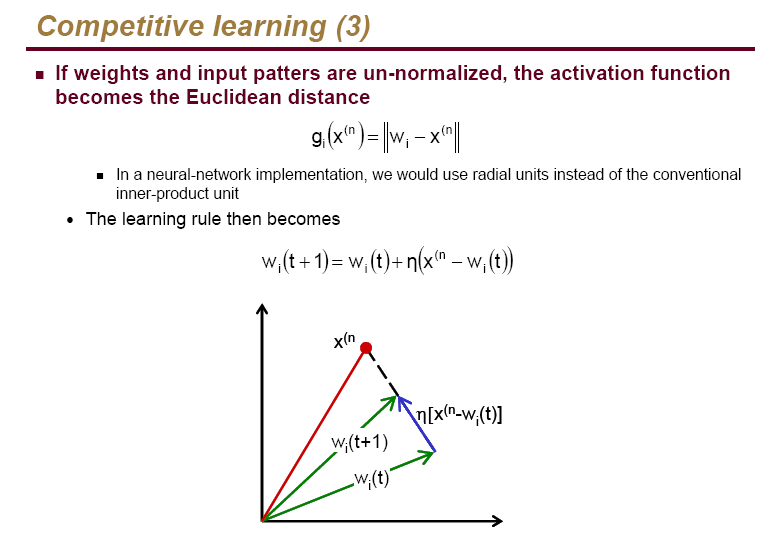 Competitive learning (3)
If weights and input patters are un-normalized, the activation function
becomes the Euclidean distance
gᵢ(x⁽ⁿ) = ‖wᵢ − x⁽ⁿ‖
In a neural-network implementation, we would use radial units instead of the conventional
inner-product unit
The learning rule then becomes
wᵢ(t + 1) = wᵢ(t) + η(x⁽ⁿ − wᵢ(t))
x⁽ⁿ
η[x⁽ⁿ-wᵢ(t)]
wᵢ(t+1)
wᵢ(t)